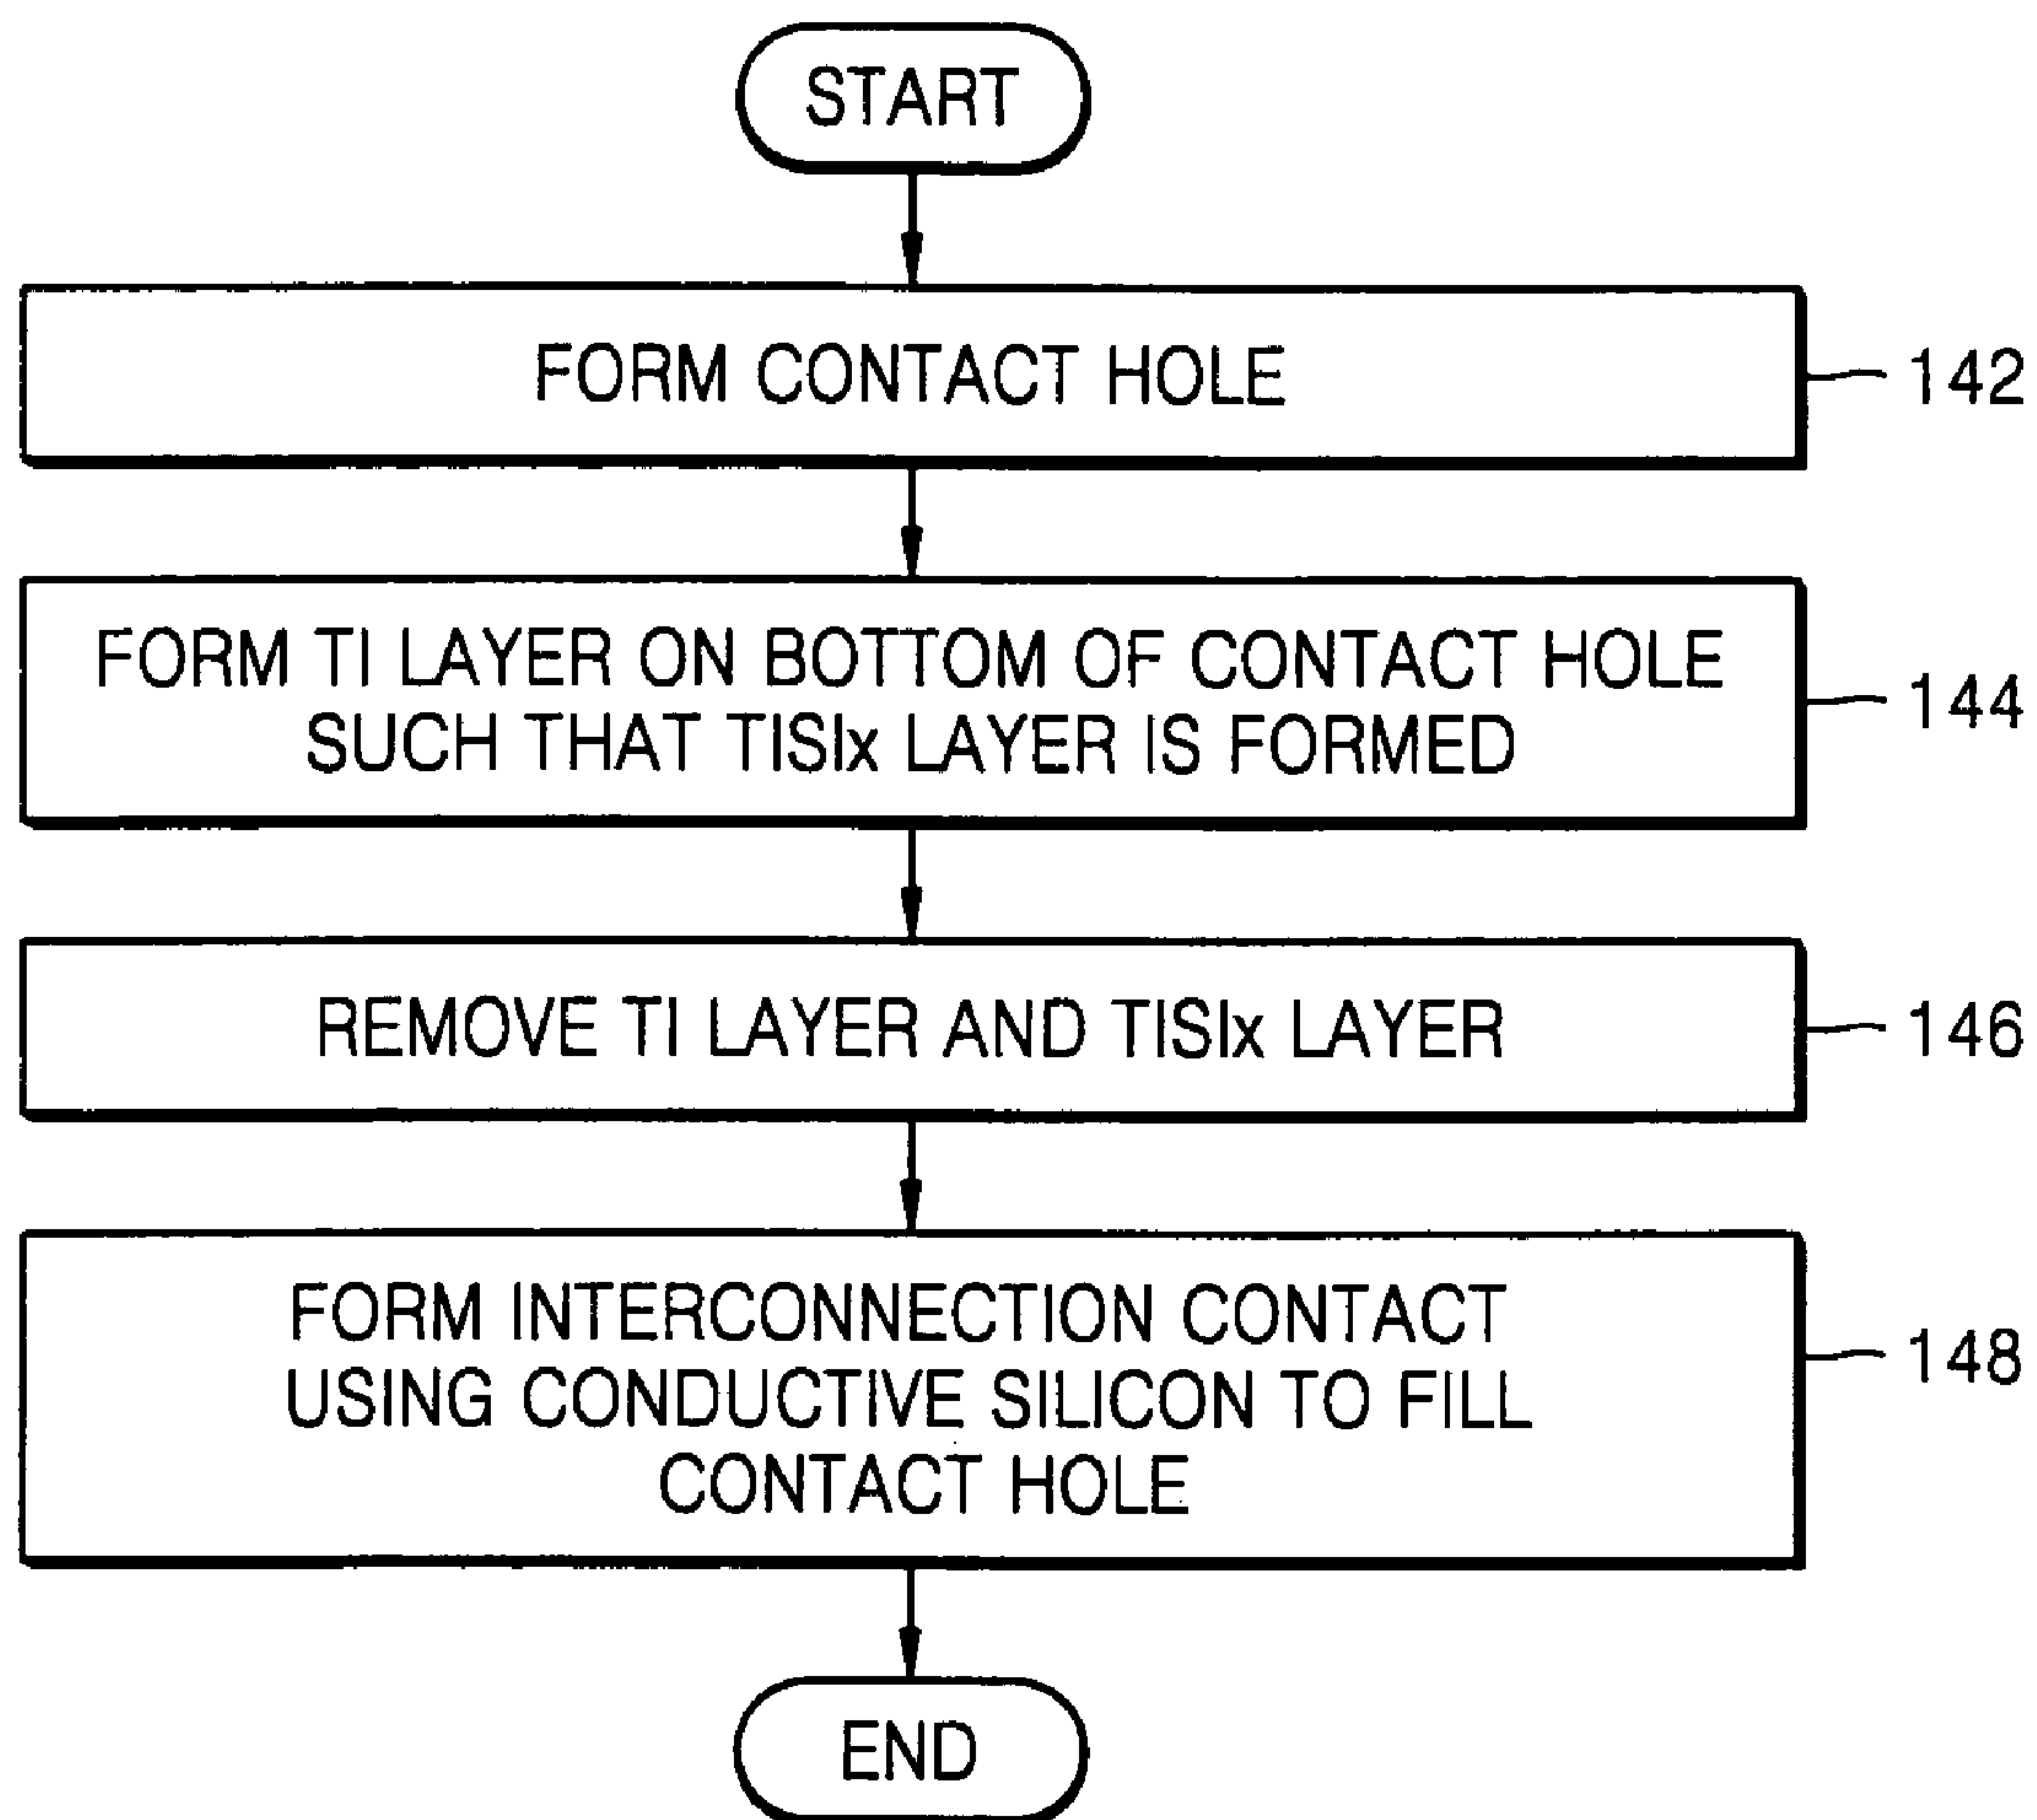 START
FORM CONTACT HOLE
142
FORM TI LAYER ON BOTTOM OF CONTACT HOLE
SUCH THAT TISIx LAYER IS FORMED
144
REMOVE TI LAYER AND TISIx LAYER
146
FORM INTERCONNECTION CONTACT
USING CONDUCTIVE SILICON TO FILL
CONTACT HOLE
148
END